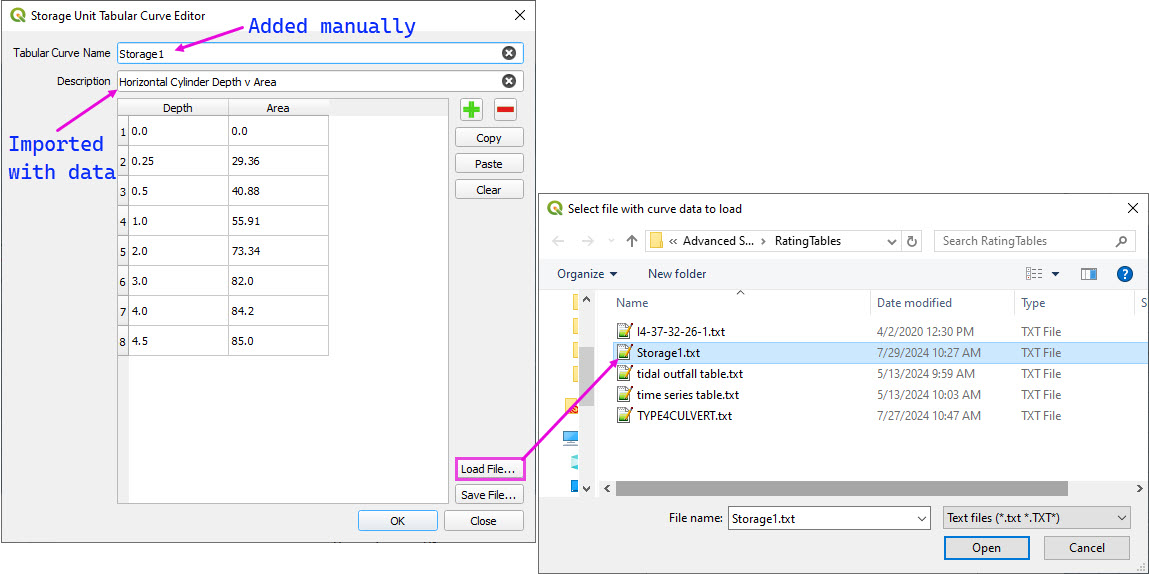 Storage Unit Tabular Curve Editor
Added manually
Tabular Curve Name Storage1
Description Horizontal Cylinder Depth v Area
Imported
with data
Depth Area
1 0.0 0.0
2 0.25 29.36
3 0.5 40.88
4 1.0 55.91
5 2.0 73.34
6 3.0 82.0
7 4.0 84.2
8 4.5 85.0
Copy
Paste
Clear
Load File...
Save File...
OK Close
Select file with curve data to load
« Advanced S... › RatingTables
Search RatingTables
Organize New folder
?
Name Date modified Type S
I4-37-32-26-1.txt 4/2/2020 12:30 PM TXT File
Storage1.txt 7/29/2024 10:27 AM TXT File
tidal outfall table.txt 5/13/2024 9:59 AM TXT File
time series table.txt 5/13/2024 10:03 AM TXT File
TYPE4CULVERT.txt 7/27/2024 10:47 AM TXT File
File name: Storage1.txt Text files (*.txt *.TXT*)
Open Cancel